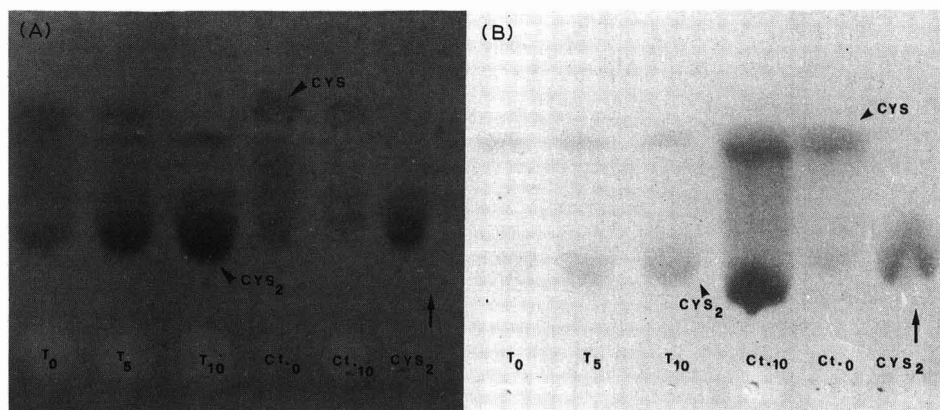 (A)
CYS
CYS2
T0 T5 T10 Ct.0 Ct.10 CYS2
(B)
CYS
CYS2
T0 T5 T10 Ct.10 Ct.0 CYS2